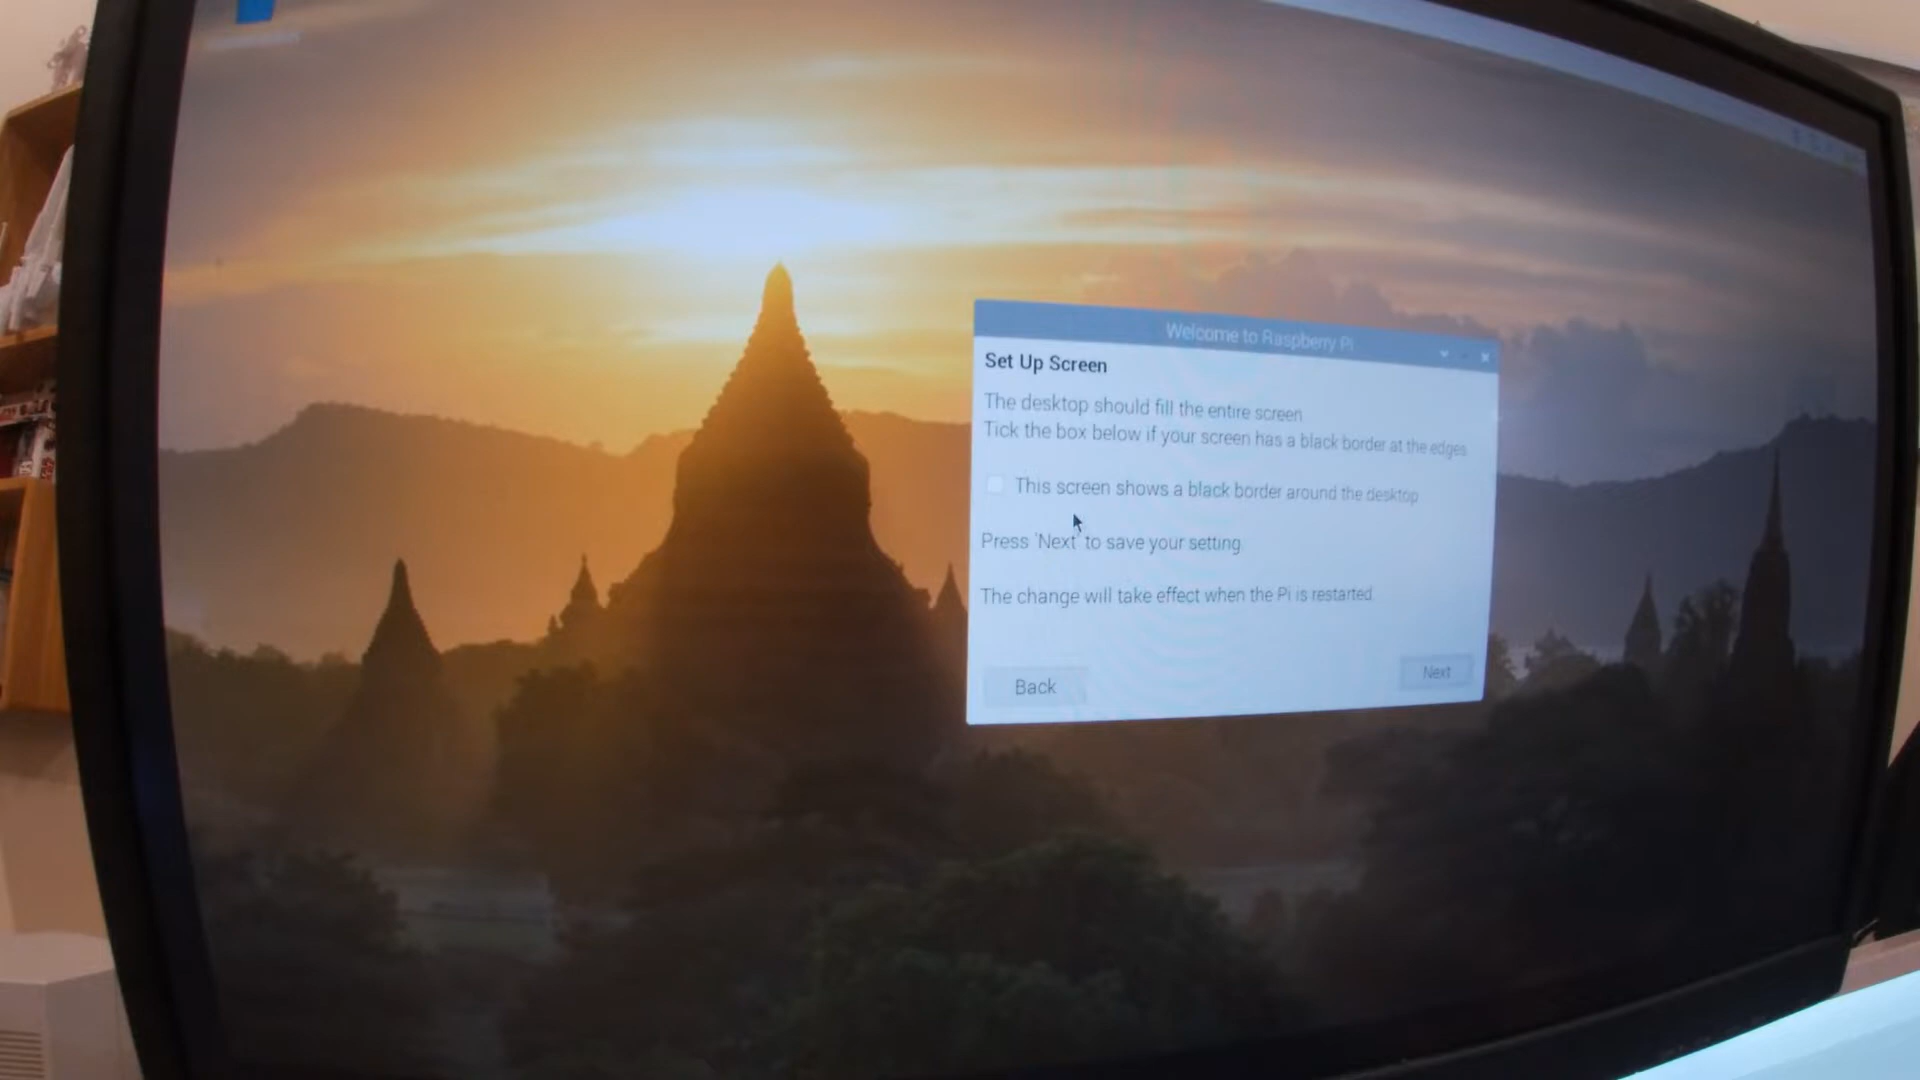 Welcome to Raspberry Pi
Set Up Screen
The desktop should fill the entire screen.
Tick the box below if your screen has a black border at the edges.
This screen shows a black border around the desktop
Press 'Next' to save your setting.
The change will take effect when the Pi is restarted.
Back
Next